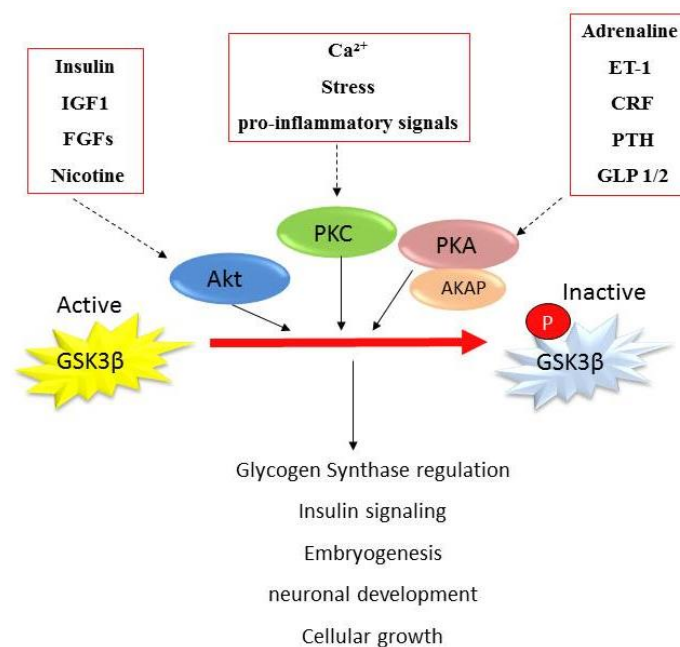 Insulin
IGF1
FGFs
Nicotine
Ca²⁺
Stress
pro-inflammatory signals
Adrenaline
ET-1
CRF
PTH
GLP 1/2
Akt
PKC
PKA
AKAP
Active
GSK3β
Inactive
P
GSK3β
Glycogen Synthase regulation
Insulin signaling
Embryogenesis
neuronal development
Cellular growth